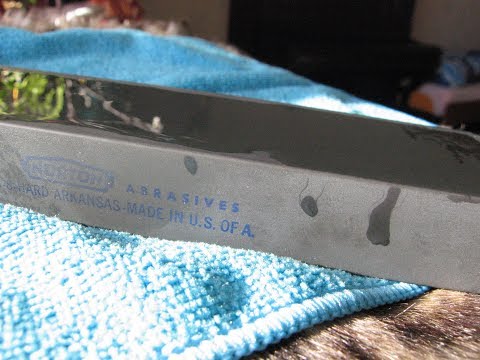 NORTON ABRASIVES
HARD ARKANSAS-MADE IN U.S. OF A.